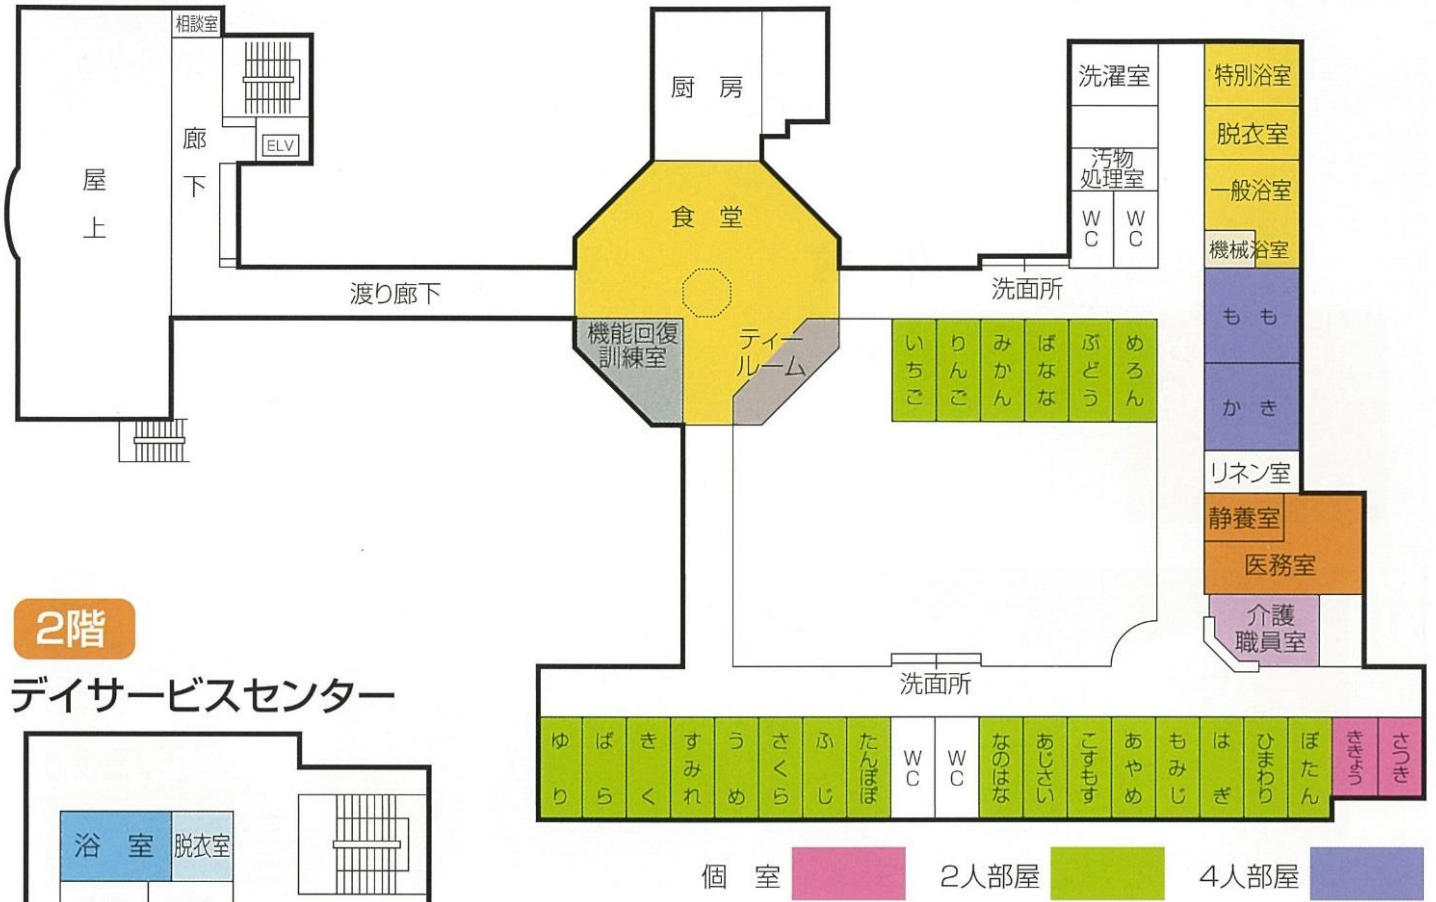 相談室
廊下
ELV
屋上
厨房
食堂
渡り廊下
機能回復
訓練室
ティー
ルーム
洗濯室
汚物
処理室
WC
WC
洗面所
特別浴室
脱衣室
一般浴室
機械浴室
もも
かき
リネン室
静養室
医務室
介護
職員室
いちご
りんご
みかん
ばなな
ぶどう
めろん
洗面所
ゆり
ばら
きく
すみれ
うめ
さくら
ふじ
たんぽぽ
WC
WC
なのはな
あじさい
こすもす
あやめ
もみじ
はぎ
ひまわり
ぼたん
ききょう
さつき
2階
デイサービスセンター
浴室
脱衣室
個室
2人部屋
4人部屋